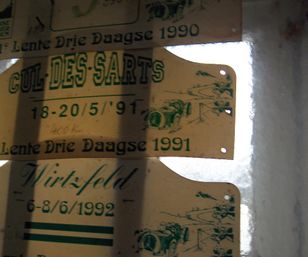 Lente Drie Daagse 1990
CUL-DES-SARTS
18-20/5/'91
Lente Drie Daagse 1991
Wirtzfeld
6-8/6/1992